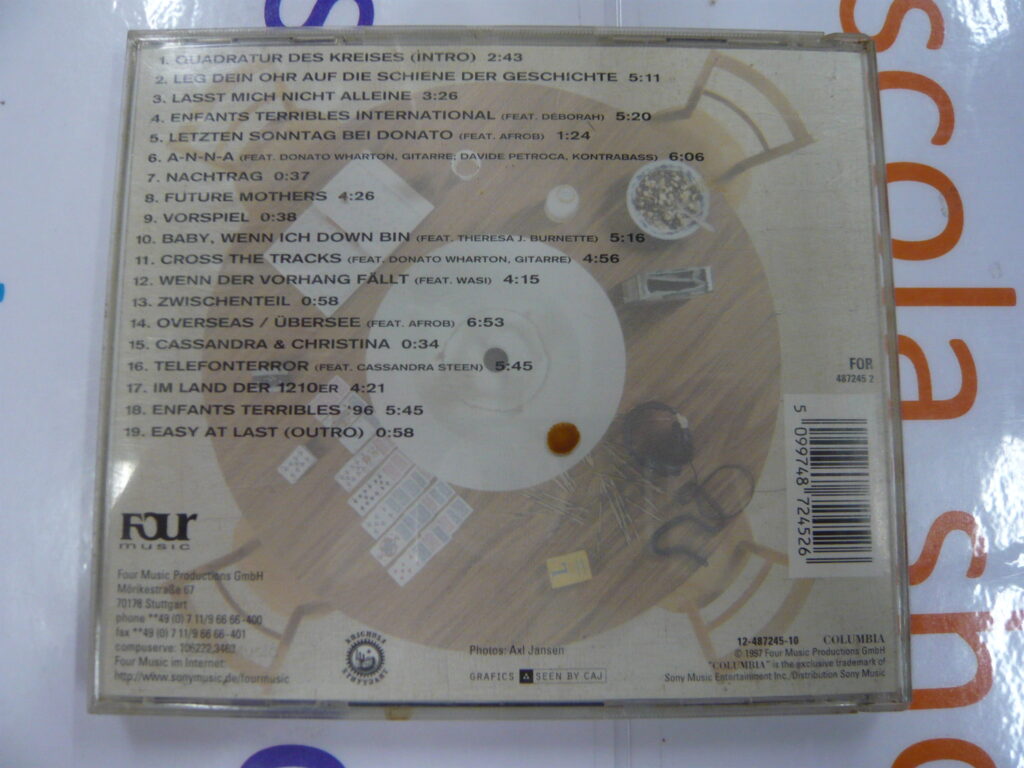 1. QUADRATUR DES KREISES (INTRO) 2:43
2. LEG DEIN OHR AUF DIE SCHIENE DER GESCHICHTE 5:11
3. LASST MICH NICHT ALLEINE 3:26
4. ENFANTS TERRIBLES INTERNATIONAL (FEAT. DEBORAH) 5:20
5. LETZTEN SONNTAG BEI DONATO (FEAT. AFROB) 1:24
6. A-N-N-A (FEAT. DONATO WHARTON, GITARRE; DAVIDE PETROCA, KONTRABASS) 6:06
7. NACHTRAG 0:37
8. FUTURE MOTHERS 4:26
9. VORSPIEL 0:38
10. BABY, WENN ICH DOWN BIN (FEAT. THERESA J. BURNETTE) 5:16
11. CROSS THE TRACKS (FEAT. DONATO WHARTON, GITARRE) 4:56
12. WENN DER VORHANG FÄLLT (FEAT. WASI) 4:15
13. ZWISCHENTEIL 0:58
14. OVERSEAS / ÜBERSEE (FEAT. AFROB) 6:53
15. CASSANDRA & CHRISTINA 0:34
16. TELEFONTERROR (FEAT. CASSANDRA STEEN) 5:45
17. IM LAND DER 1210ER 4:21
18. ENFANTS TERRIBLES '96 5:45
19. EASY AT LAST (OUTRO) 0:58
FOR
487245 2
5 099748 724526
Four
music
Four Music Productions GmbH
Mörikestraße 67
70178 Stuttgart
phone **49 (0) 7 11/9 66 66 -400
fax **49 (0) 7 11/9 66 66 -401
compuserve: 106222,3463
Four Music im Internet:
http://www.sonymusic.de/fourmusic
KRICHOLA
STUTTGART
Photos: Axl Jansen
GRAFICS SEEN BY CAJ
12-487245-10 COLUMBIA
© 1997 Four Music Productions GmbH
"COLUMBIA" is the exclusive trademark of
Sony Music Entertainment Inc./Distribution Sony Music
scola sn